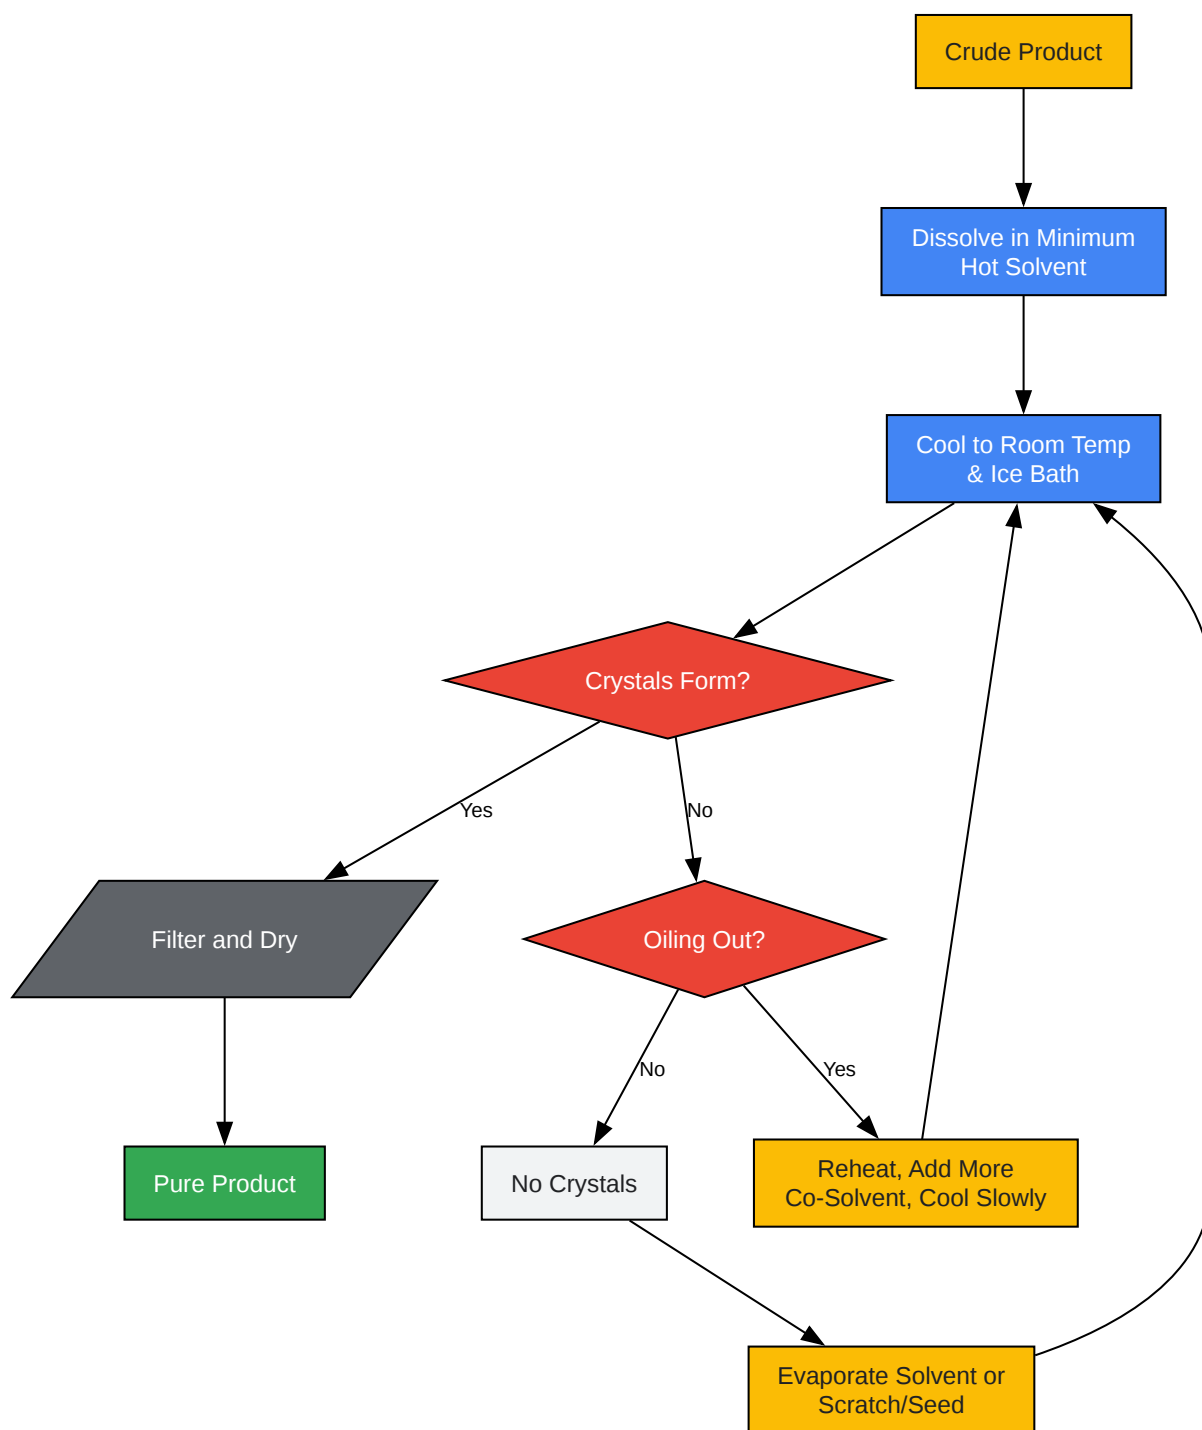 Crude Product
Dissolve in Minimum
Hot Solvent
Cool to Room Temp
& Ice Bath
Crystals Form?
Yes
No
Filter and Dry
Oiling Out?
No
Yes
Pure Product
No Crystals
Reheat, Add More
Co-Solvent, Cool Slowly
Evaporate Solvent or
Scratch/Seed